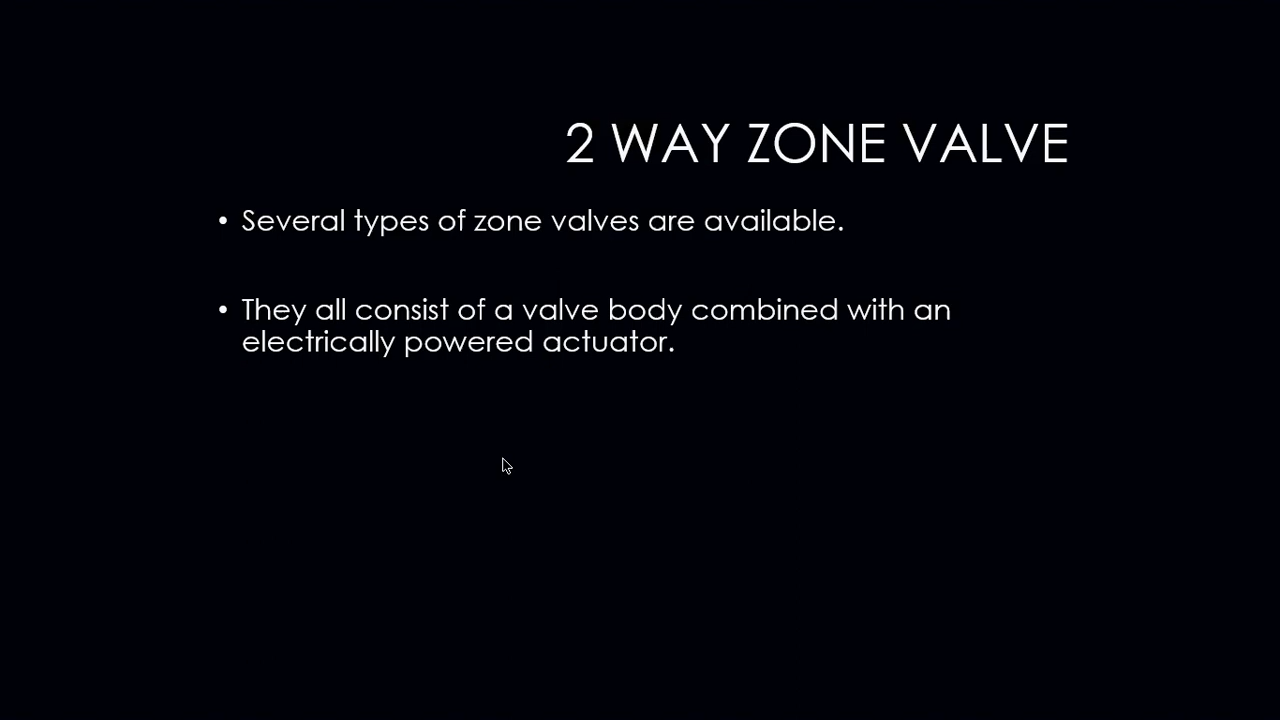 2 WAY ZONE VALVE
• Several types of zone valves are available.
• They all consist of a valve body combined with an
electrically powered actuator.